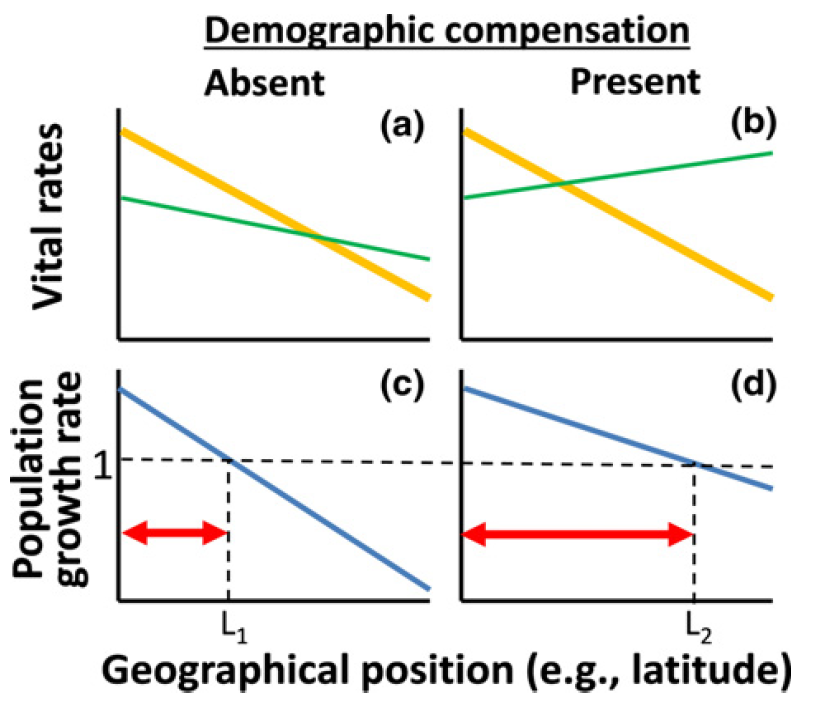 Demographic compensation
Absent
Present
(a)
(b)
Vital rates
(c)
(d)
Population
growth rate
1
L1
L2
Geographical position (e.g., latitude)